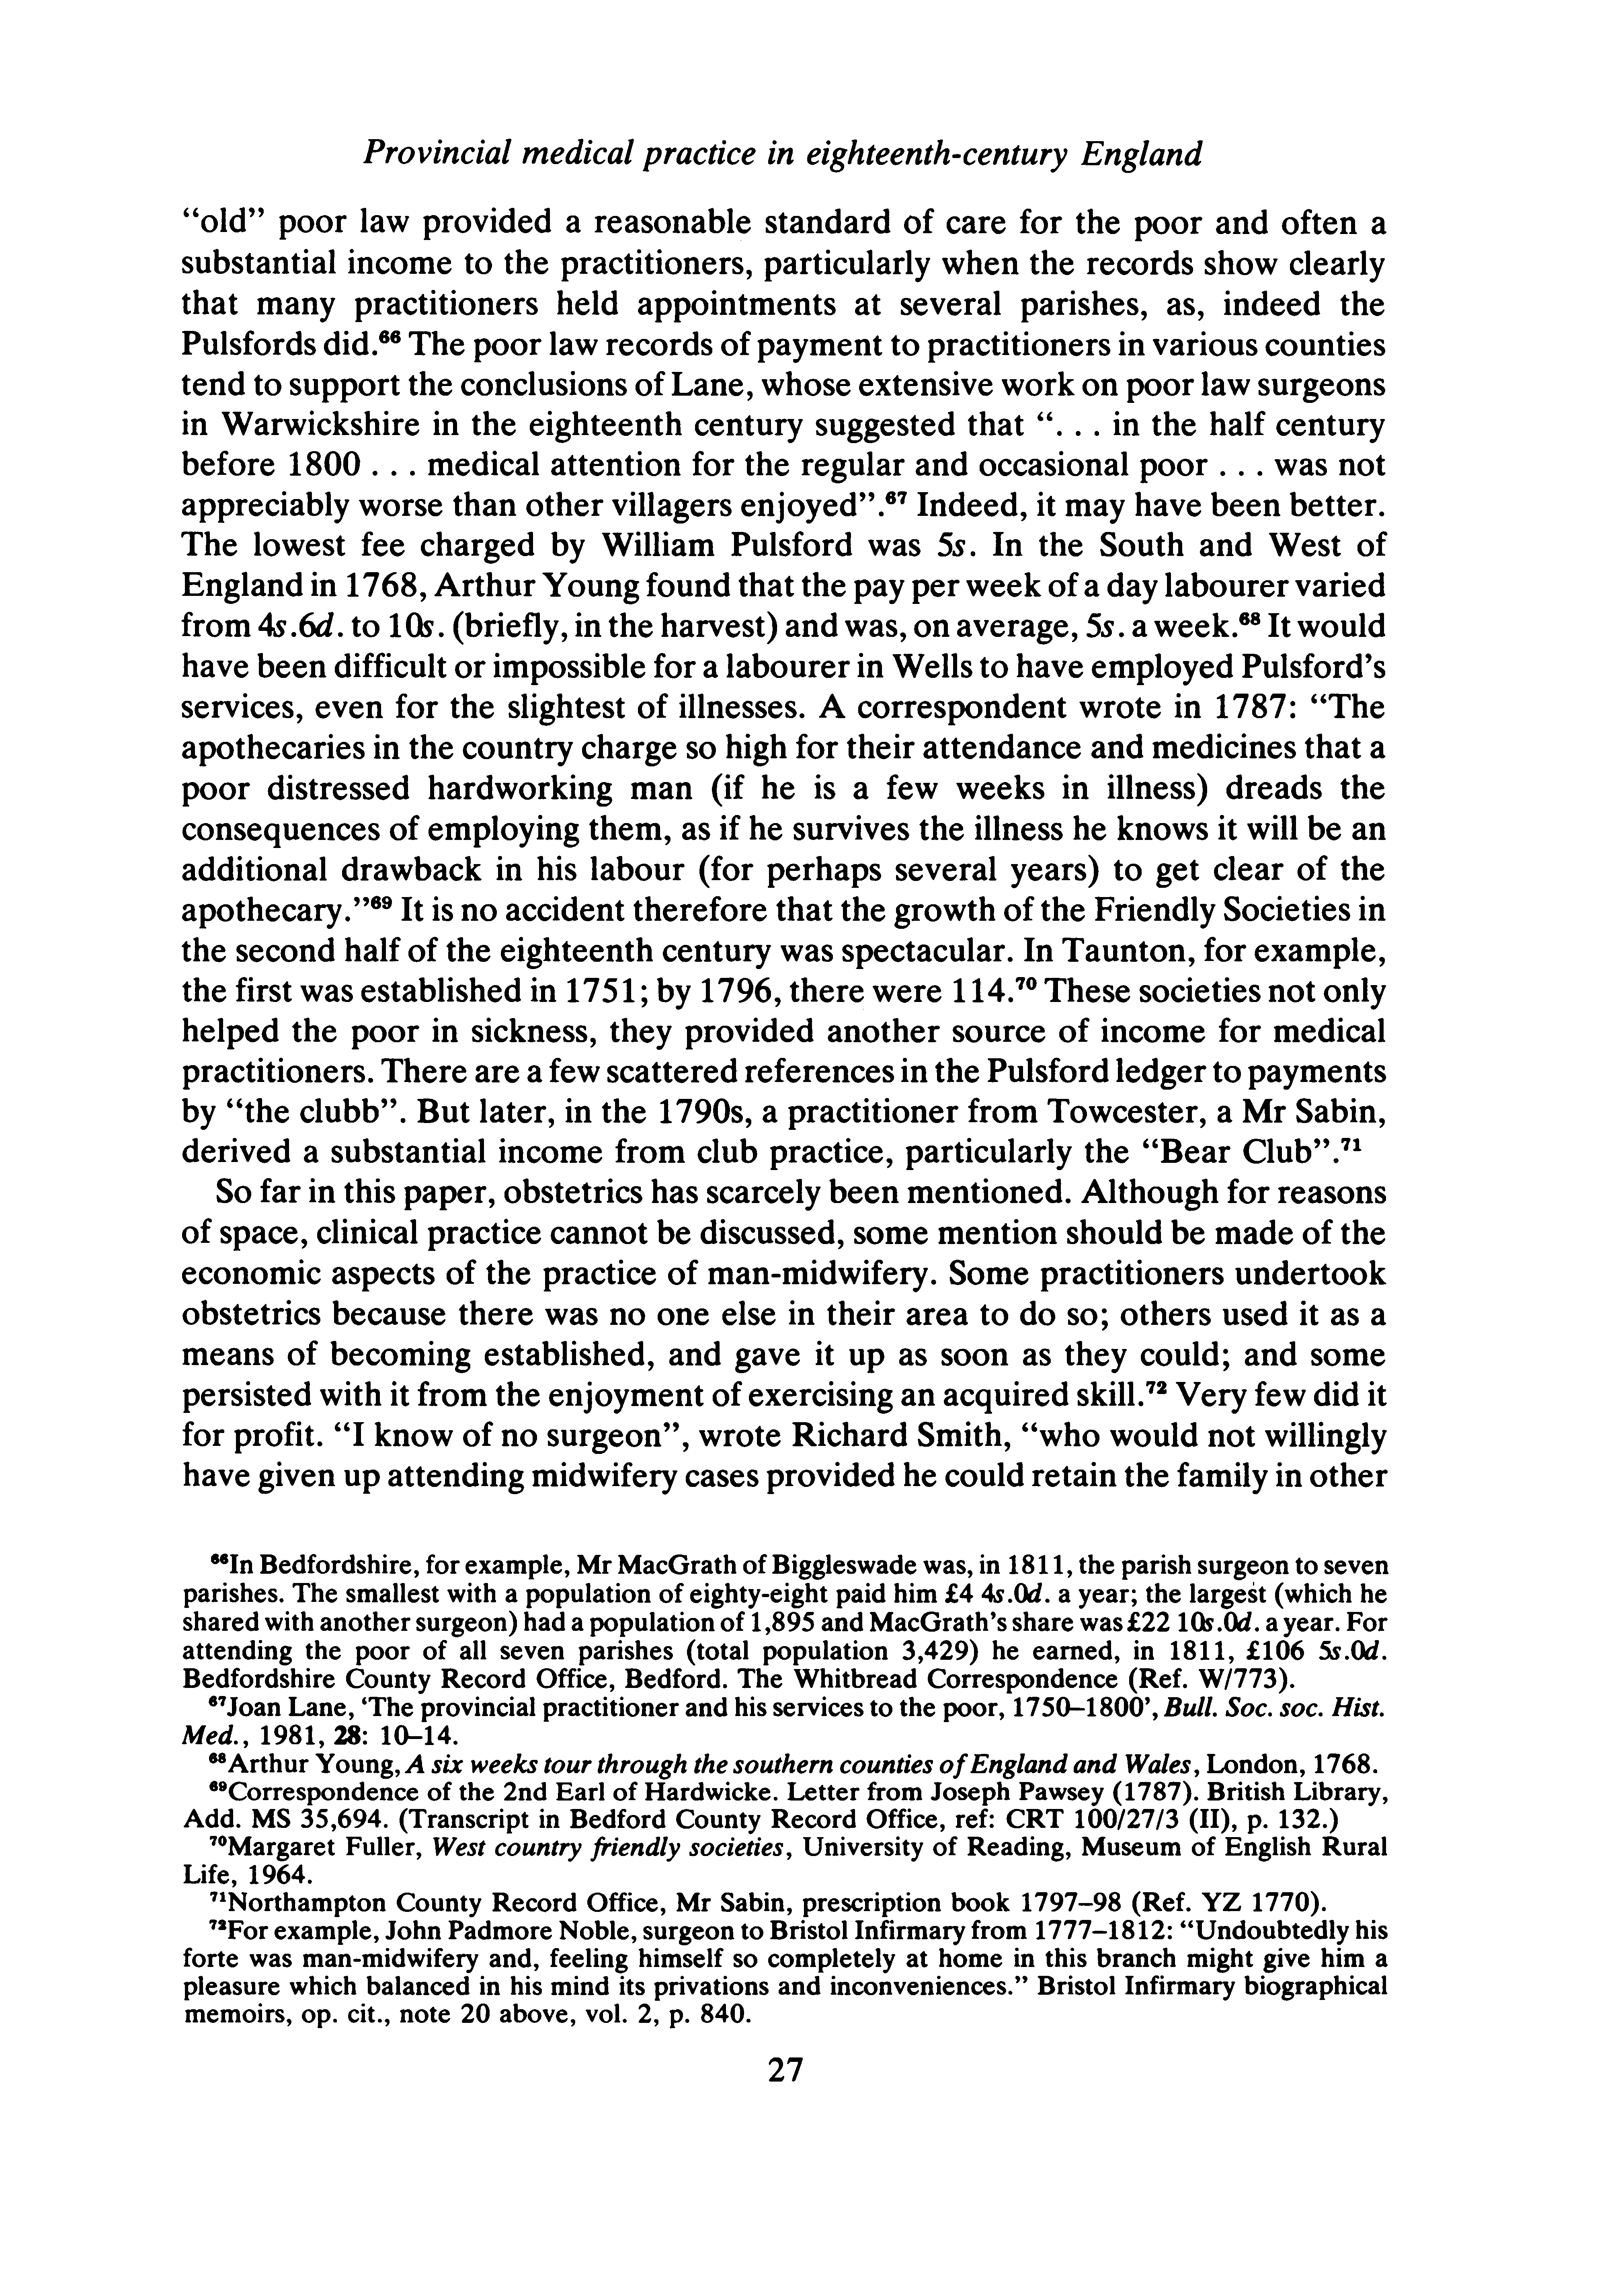 Provincial medical practice in eighteenth-century England
“old” poor law provided a reasonable standard of care for the poor and often a
substantial income to the practitioners, particularly when the records show clearly
that many practitioners held appointments at several parishes, as, indeed the
Pulsfords did.⁶⁶ The poor law records of payment to practitioners in various counties
tend to support the conclusions of Lane, whose extensive work on poor law surgeons
in Warwickshire in the eighteenth century suggested that “. . . in the half century
before 1800 . . . medical attention for the regular and occasional poor . . . was not
appreciably worse than other villagers enjoyed”.⁶⁷ Indeed, it may have been better.
The lowest fee charged by William Pulsford was 5s. In the South and West of
England in 1768, Arthur Young found that the pay per week of a day labourer varied
from 4s.6d. to 10s. (briefly, in the harvest) and was, on average, 5s. a week.⁶⁸ It would
have been difficult or impossible for a labourer in Wells to have employed Pulsford’s
services, even for the slightest of illnesses. A correspondent wrote in 1787: “The
apothecaries in the country charge so high for their attendance and medicines that a
poor distressed hardworking man (if he is a few weeks in illness) dreads the
consequences of employing them, as if he survives the illness he knows it will be an
additional drawback in his labour (for perhaps several years) to get clear of the
apothecary.”⁶⁹ It is no accident therefore that the growth of the Friendly Societies in
the second half of the eighteenth century was spectacular. In Taunton, for example,
the first was established in 1751; by 1796, there were 114.⁷⁰ These societies not only
helped the poor in sickness, they provided another source of income for medical
practitioners. There are a few scattered references in the Pulsford ledger to payments
by “the clubb”. But later, in the 1790s, a practitioner from Towcester, a Mr Sabin,
derived a substantial income from club practice, particularly the “Bear Club”.⁷¹
So far in this paper, obstetrics has scarcely been mentioned. Although for reasons
of space, clinical practice cannot be discussed, some mention should be made of the
economic aspects of the practice of man-midwifery. Some practitioners undertook
obstetrics because there was no one else in their area to do so; others used it as a
means of becoming established, and gave it up as soon as they could; and some
persisted with it from the enjoyment of exercising an acquired skill.⁷² Very few did it
for profit. “I know of no surgeon”, wrote Richard Smith, “who would not willingly
have given up attending midwifery cases provided he could retain the family in other
⁶⁶In Bedfordshire, for example, Mr MacGrath of Biggleswade was, in 1811, the parish surgeon to seven
parishes. The smallest with a population of eighty-eight paid him £4 4s.0d. a year; the largest (which he
shared with another surgeon) had a population of 1,895 and MacGrath’s share was £22 10s.0d. a year. For
attending the poor of all seven parishes (total population 3,429) he earned, in 1811, £106 5s.0d.
Bedfordshire County Record Office, Bedford. The Whitbread Correspondence (Ref. W/773).
⁶⁷Joan Lane, ‘The provincial practitioner and his services to the poor, 1750–1800’, Bull. Soc. soc. Hist.
Med., 1981, 28: 10–14.
⁶⁸Arthur Young, A six weeks tour through the southern counties of England and Wales, London, 1768.
⁶⁹Correspondence of the 2nd Earl of Hardwicke. Letter from Joseph Pawsey (1787). British Library,
Add. MS 35,694. (Transcript in Bedford County Record Office, ref: CRT 100/27/3 (II), p. 132.)
⁷⁰Margaret Fuller, West country friendly societies, University of Reading, Museum of English Rural
Life, 1964.
⁷¹Northampton County Record Office, Mr Sabin, prescription book 1797–98 (Ref. YZ 1770).
⁷²For example, John Padmore Noble, surgeon to Bristol Infirmary from 1777–1812: “Undoubtedly his
forte was man-midwifery and, feeling himself so completely at home in this branch might give him a
pleasure which balanced in his mind its privations and inconveniences.” Bristol Infirmary biographical
memoirs, op. cit., note 20 above, vol. 2, p. 840.
27